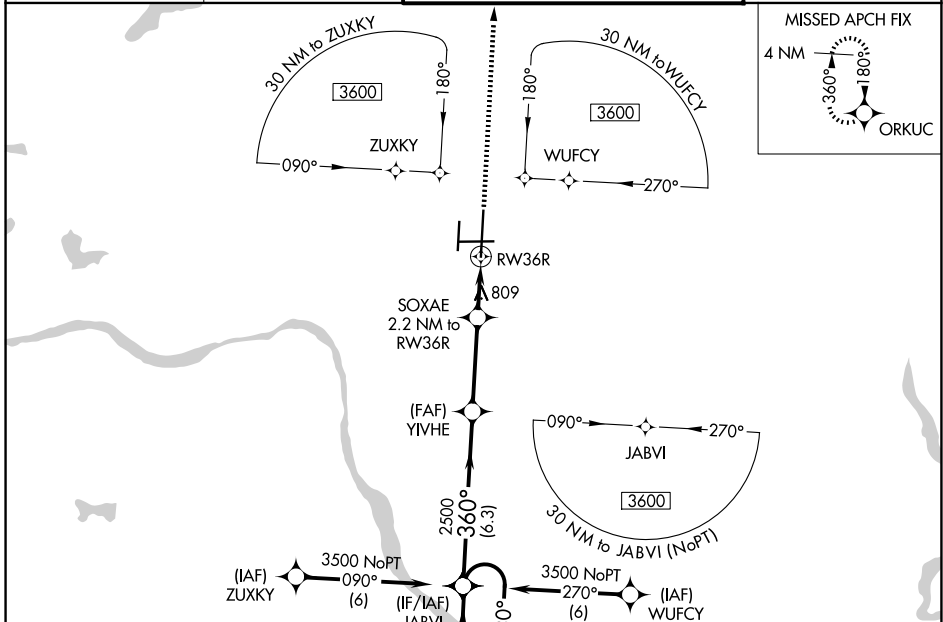 MISSED APCH FIX
4 NM
360°
180°
ORKUC
30 NM to ZUXKY
3600
180°
ZUXKY
090°
30 NM to WUFCY
180°
3600
WUFCY
270°
RW36R
809
SOXAE
2.2 NM to
RW36R
(FAF)
YIVHE
090°
270°
JABVI
3600
30 NM to JABVI (NoPT)
2500
360°
(6.3)
(IAF)
ZUXKY
3500 NoPT
090°
(6)
(IF/IAF)
JABVI
3500 NoPT
270°
(6)
(IAF)
WUFCY